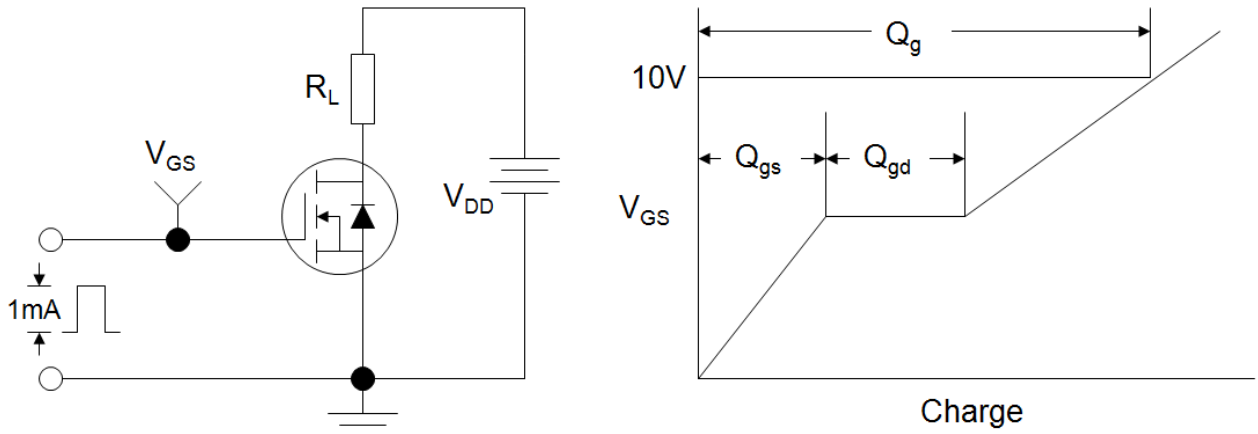 R_L
V_GS
V_DD
1mA
Q_g
10V
Q_gs
Q_gd
V_GS
Charge